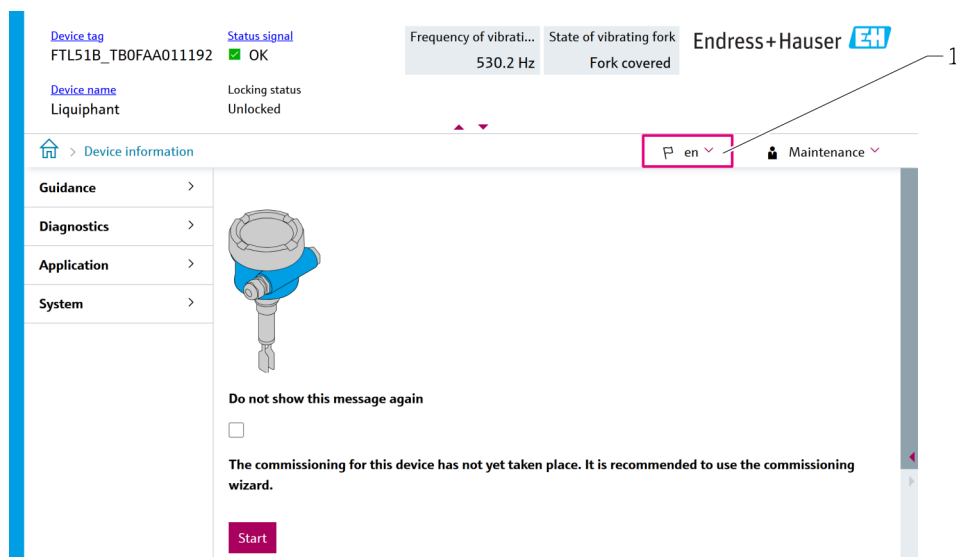 Device tag
FTL51B_TB0FAA011192
Status signal
OK
Frequency of vibrati...
530.2 Hz
State of vibrating fork
Fork covered
Endress+Hauser EH
1
Device name
Liquiphant
Locking status
Unlocked
> Device information
en
Maintenance
Guidance >
Diagnostics >
Application >
System >
Do not show this message again
The commissioning for this device has not yet taken place. It is recommended to use the commissioning
wizard.
Start